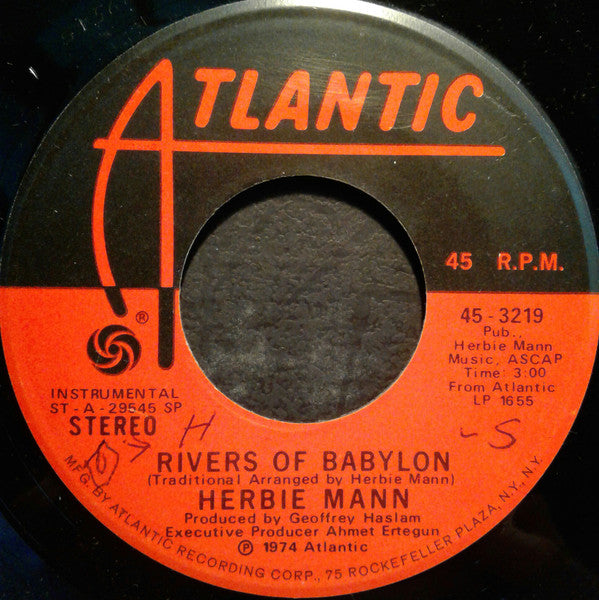 ATLANTIC
45 R.P.M.
®
45-3219
Pub.,
Herbie Mann
Music, ASCAP
Time: 3:00
From Atlantic
LP 1655
INSTRUMENTAL
ST-A-29545 SP
STEREO
H
-S
RIVERS OF BABYLON
(Traditional Arranged by Herbie Mann)
HERBIE MANN
Produced by Geoffrey Haslam
Executive Producer Ahmet Ertegun
℗ 1974 Atlantic
MFG. BY ATLANTIC RECORDING CORP., 75 ROCKEFELLER PLAZA, N.Y., N.Y.